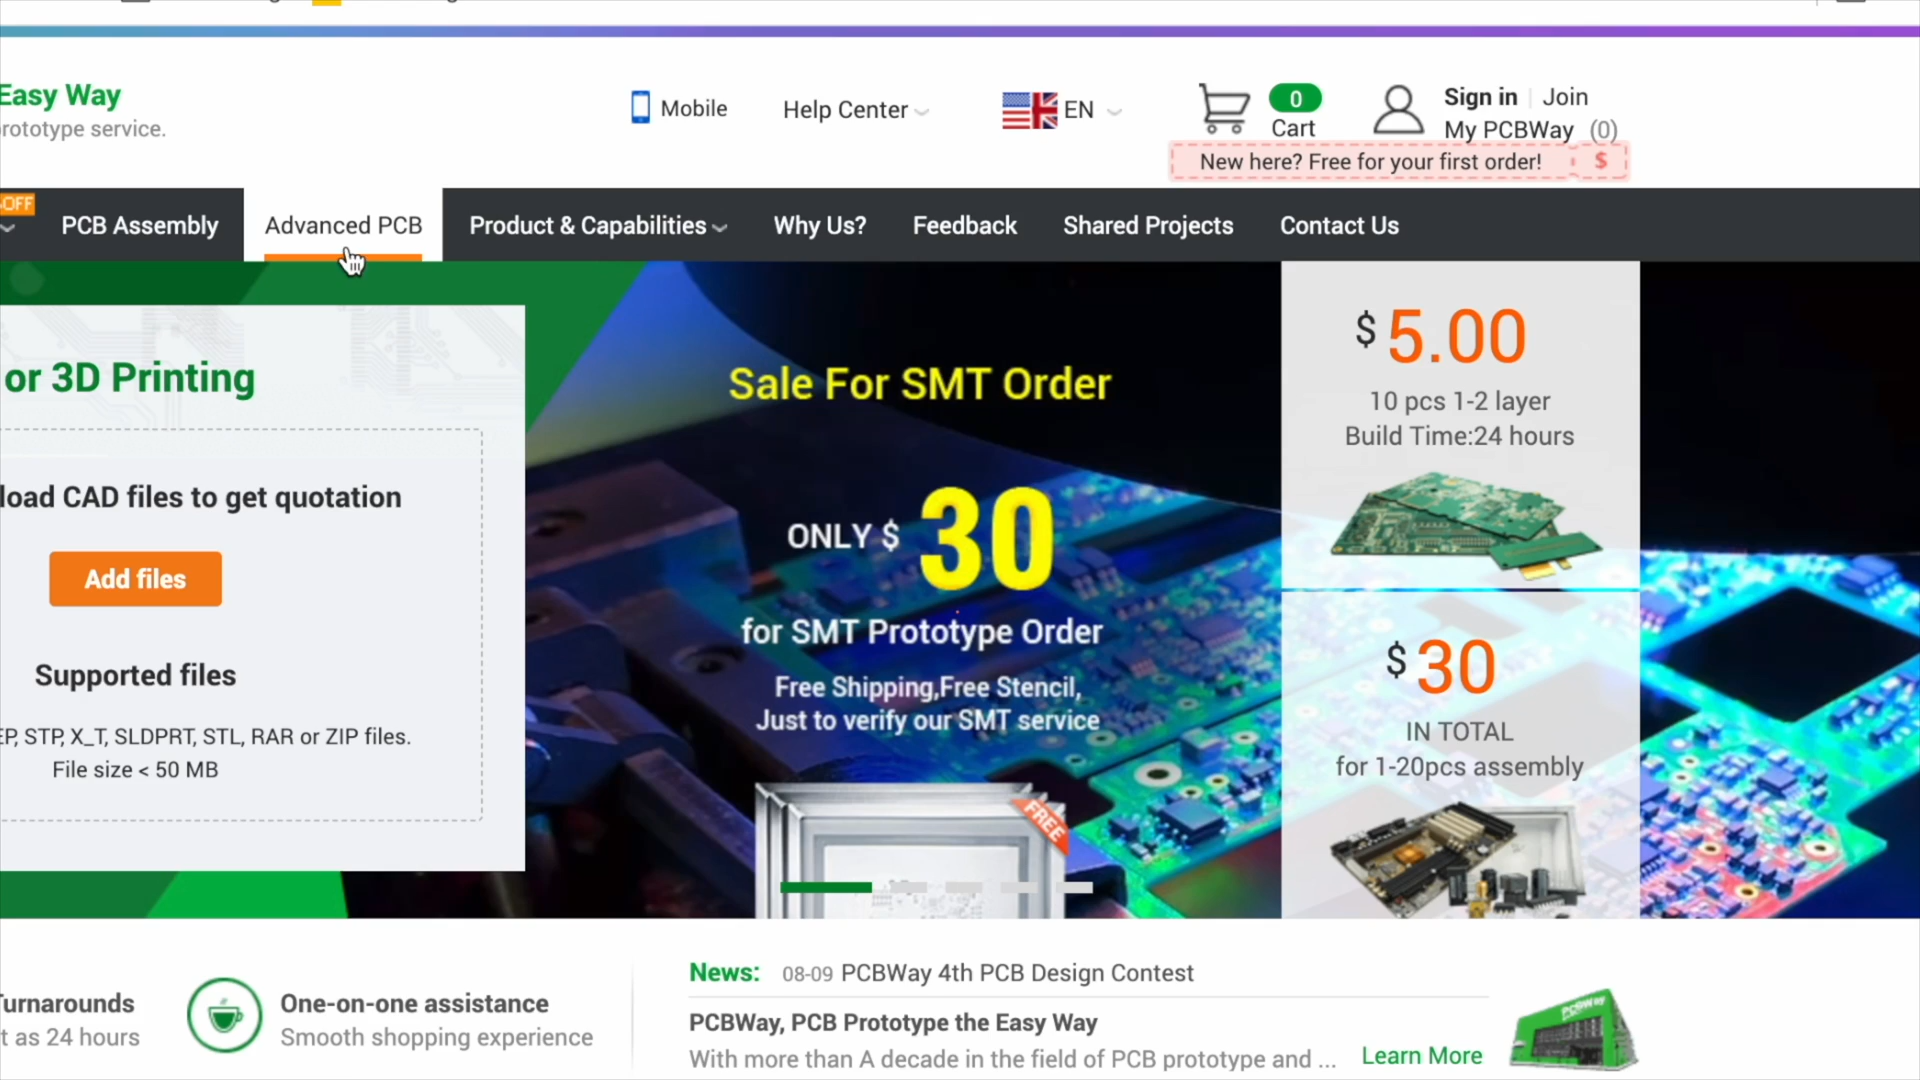 Easy Way
rototype service.
Mobile
Help Center
EN
0
Cart
Sign in
Join
My PCBWay (0)
New here? Free for your first order!
$
OFF
PCB Assembly
Advanced PCB
Product & Capabilities
Why Us?
Feedback
Shared Projects
Contact Us
or 3D Printing
load CAD files to get quotation
Add files
Supported files
EP, STP, X_T, SLDPRT, STL, RAR or ZIP files.
File size < 50 MB
Sale For SMT Order
ONLY $ 30
for SMT Prototype Order
Free Shipping,Free Stencil,
Just to verify our SMT service
FREE
$ 5.00
10 pcs 1-2 layer
Build Time:24 hours
$ 30
IN TOTAL
for 1-20pcs assembly
Turnarounds
t as 24 hours
One-on-one assistance
Smooth shopping experience
News: 08-09 PCBWay 4th PCB Design Contest
PCBWay, PCB Prototype the Easy Way
With more than A decade in the field of PCB prototype and ...
Learn More
PCBWay